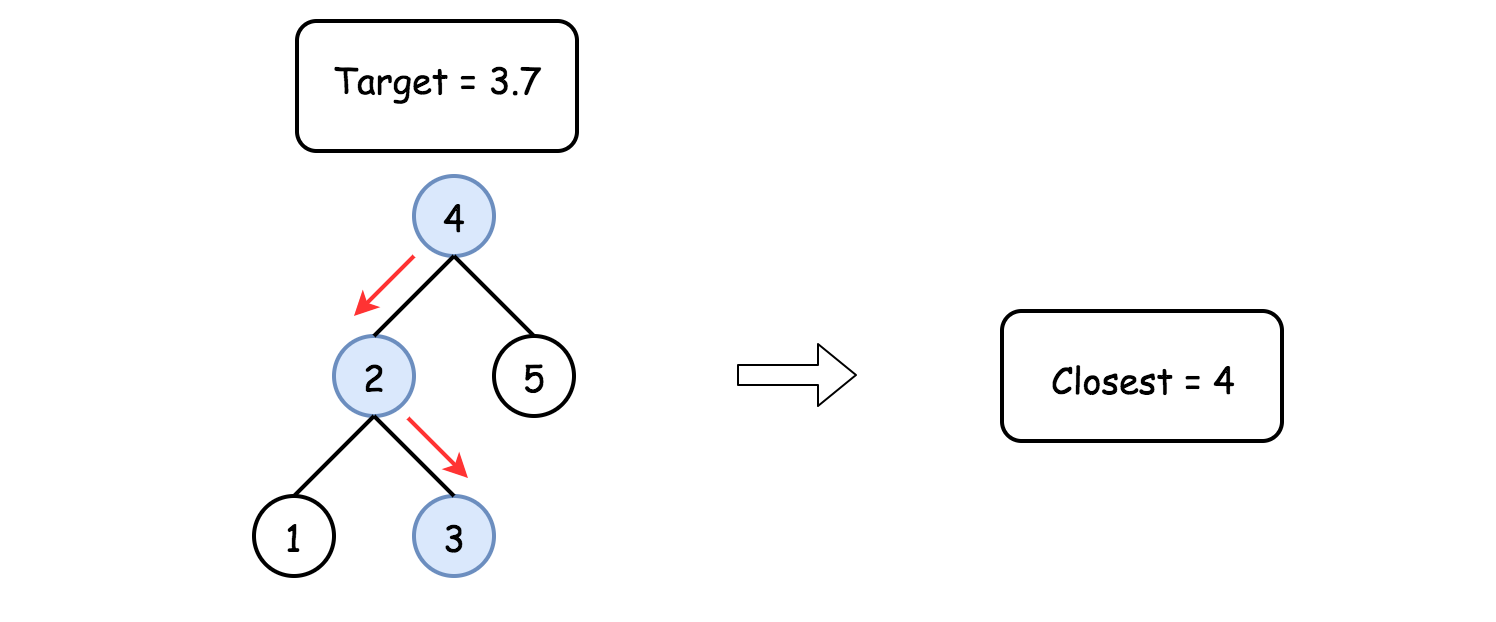 Target = 3.7
4
2
5
Closest = 4
1
3